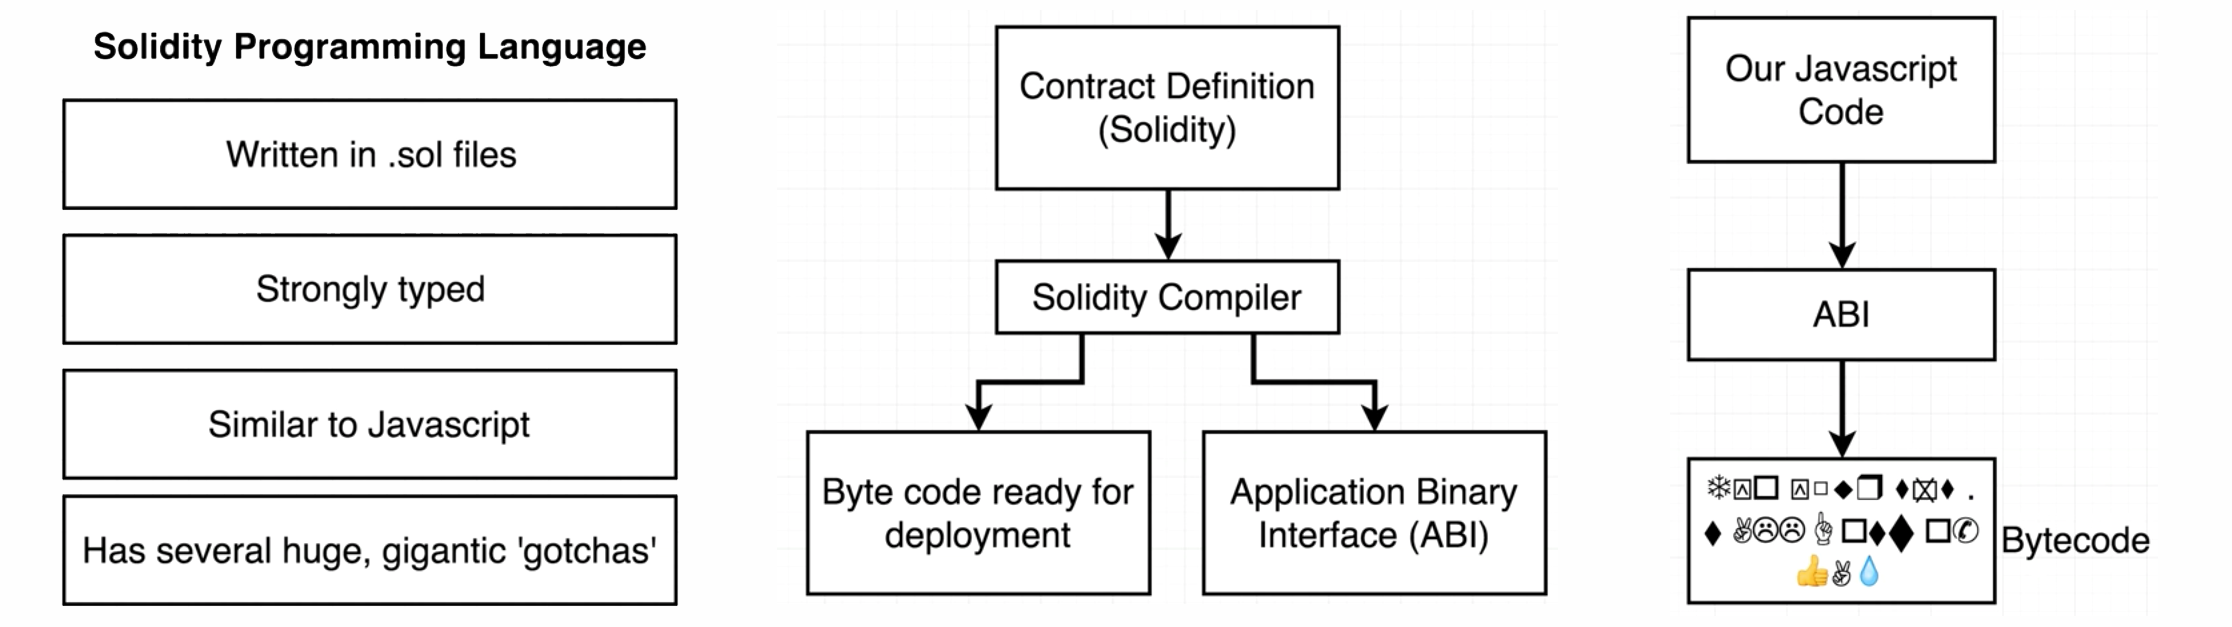 Solidity Programming Language
Written in .sol files
Strongly typed
Similar to Javascript
Has several huge, gigantic 'gotchas'
Contract Definition
(Solidity)
Solidity Compiler
Byte code ready for
deployment
Application Binary
Interface (ABI)
Our Javascript
Code
ABI
Bytecode